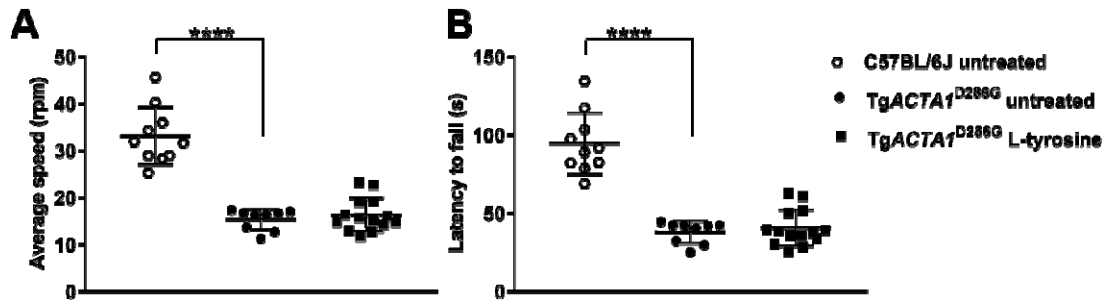 A
****
Average speed (rpm)
50
40
30
20
10
0
B
****
Latency to fall (s)
150
100
50
0
C57BL/6J untreated
TgACTA1D286G untreated
TgACTA1D286G L-tyrosine